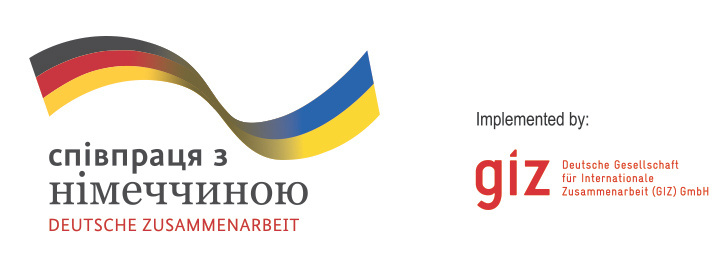 співпраця з
німеччиною
DEUTSCHE ZUSAMMENARBEIT
Implemented by:
giz
Deutsche Gesellschaft
für Internationale
Zusammenarbeit (GIZ) GmbH